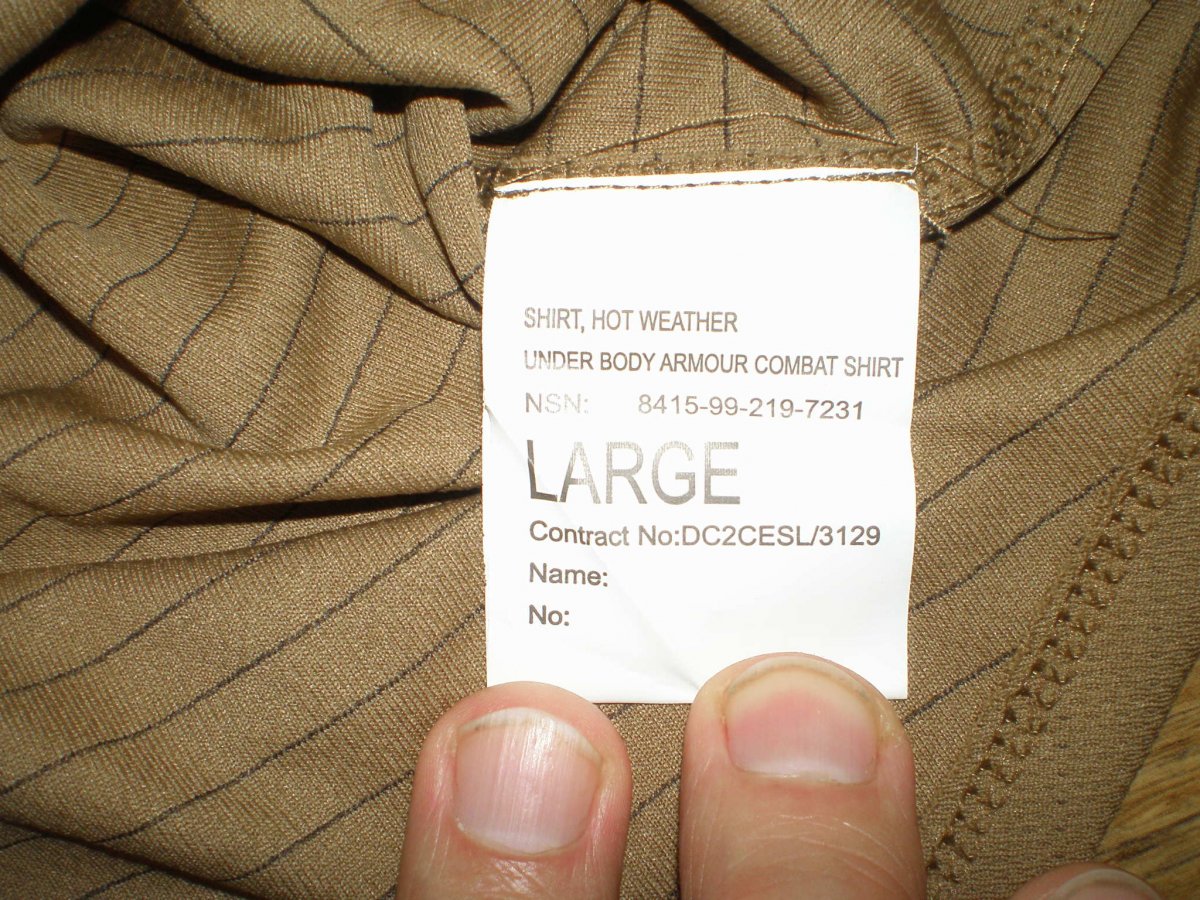 SHIRT, HOT WEATHER
UNDER BODY ARMOUR COMBAT SHIRT
NSN: 8415-99-219-7231
LARGE
Contract No:DC2CESL/3129
Name:
No: